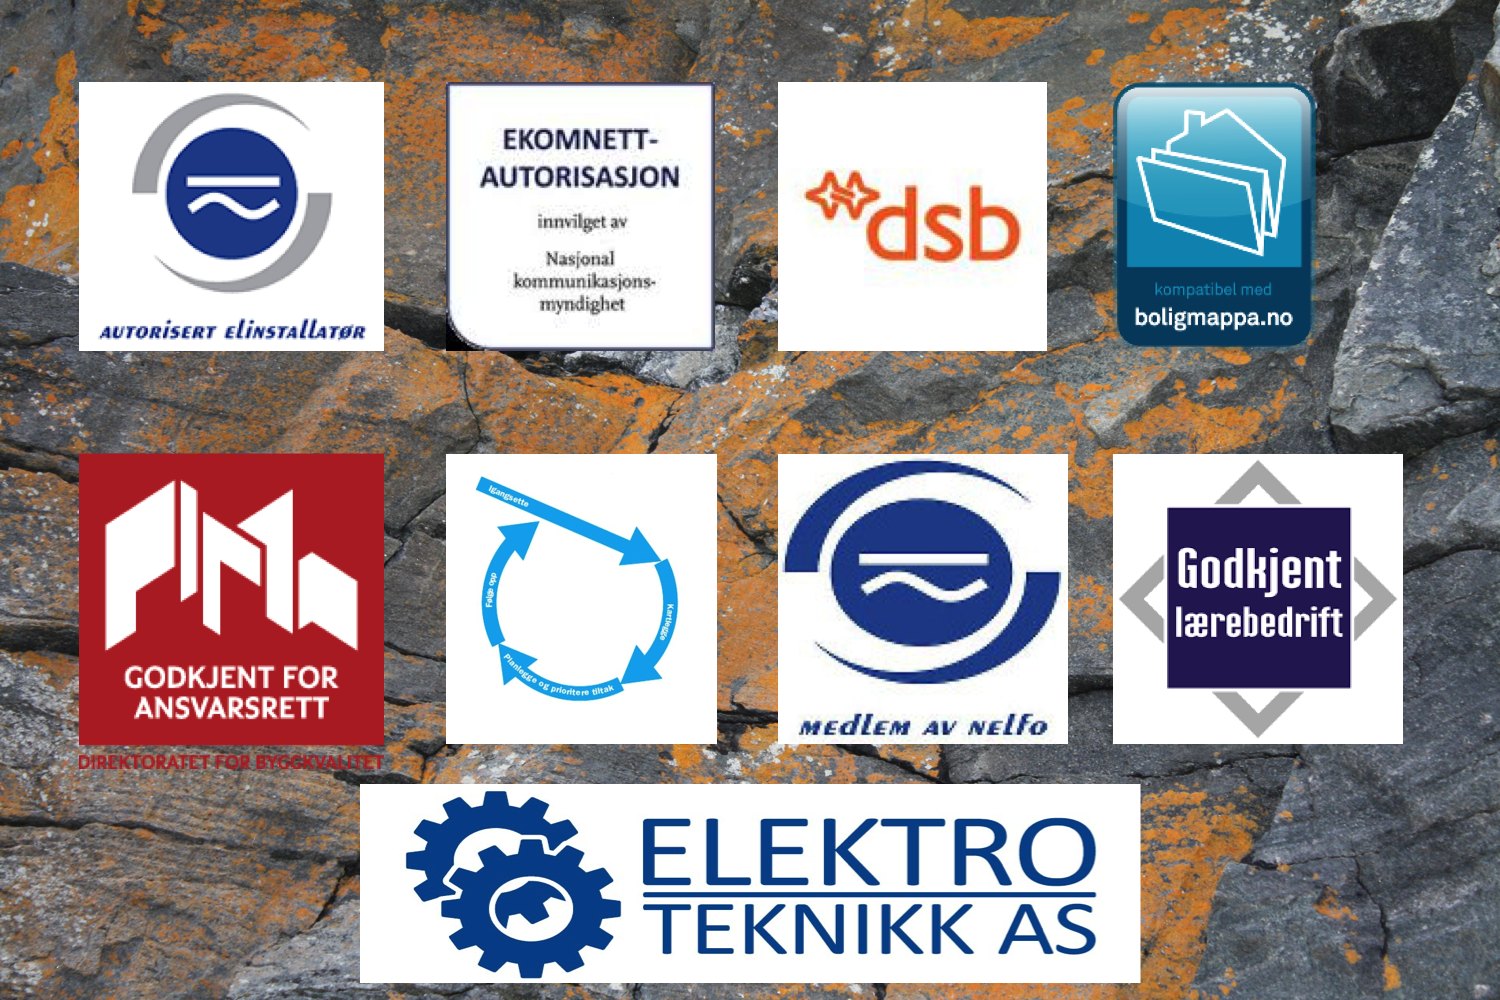 AUTORISERT ELINSTALLATØR
EKOMNETT-
AUTORISASJON
innvilget av
Nasjonal
kommunikasjons-
myndighet
dsb
kompatibel med
boligmappa.no
GODKJENT FOR
ANSVARSRETT
DIREKTORATET FOR BYGGKVALITET
Igangsette
Kartlegge
Planlegge og prioritere tiltak
Følge opp
MEDLEM AV NELFO
Godkjent
lærebedrift
ELEKTRO
TEKNIKK AS